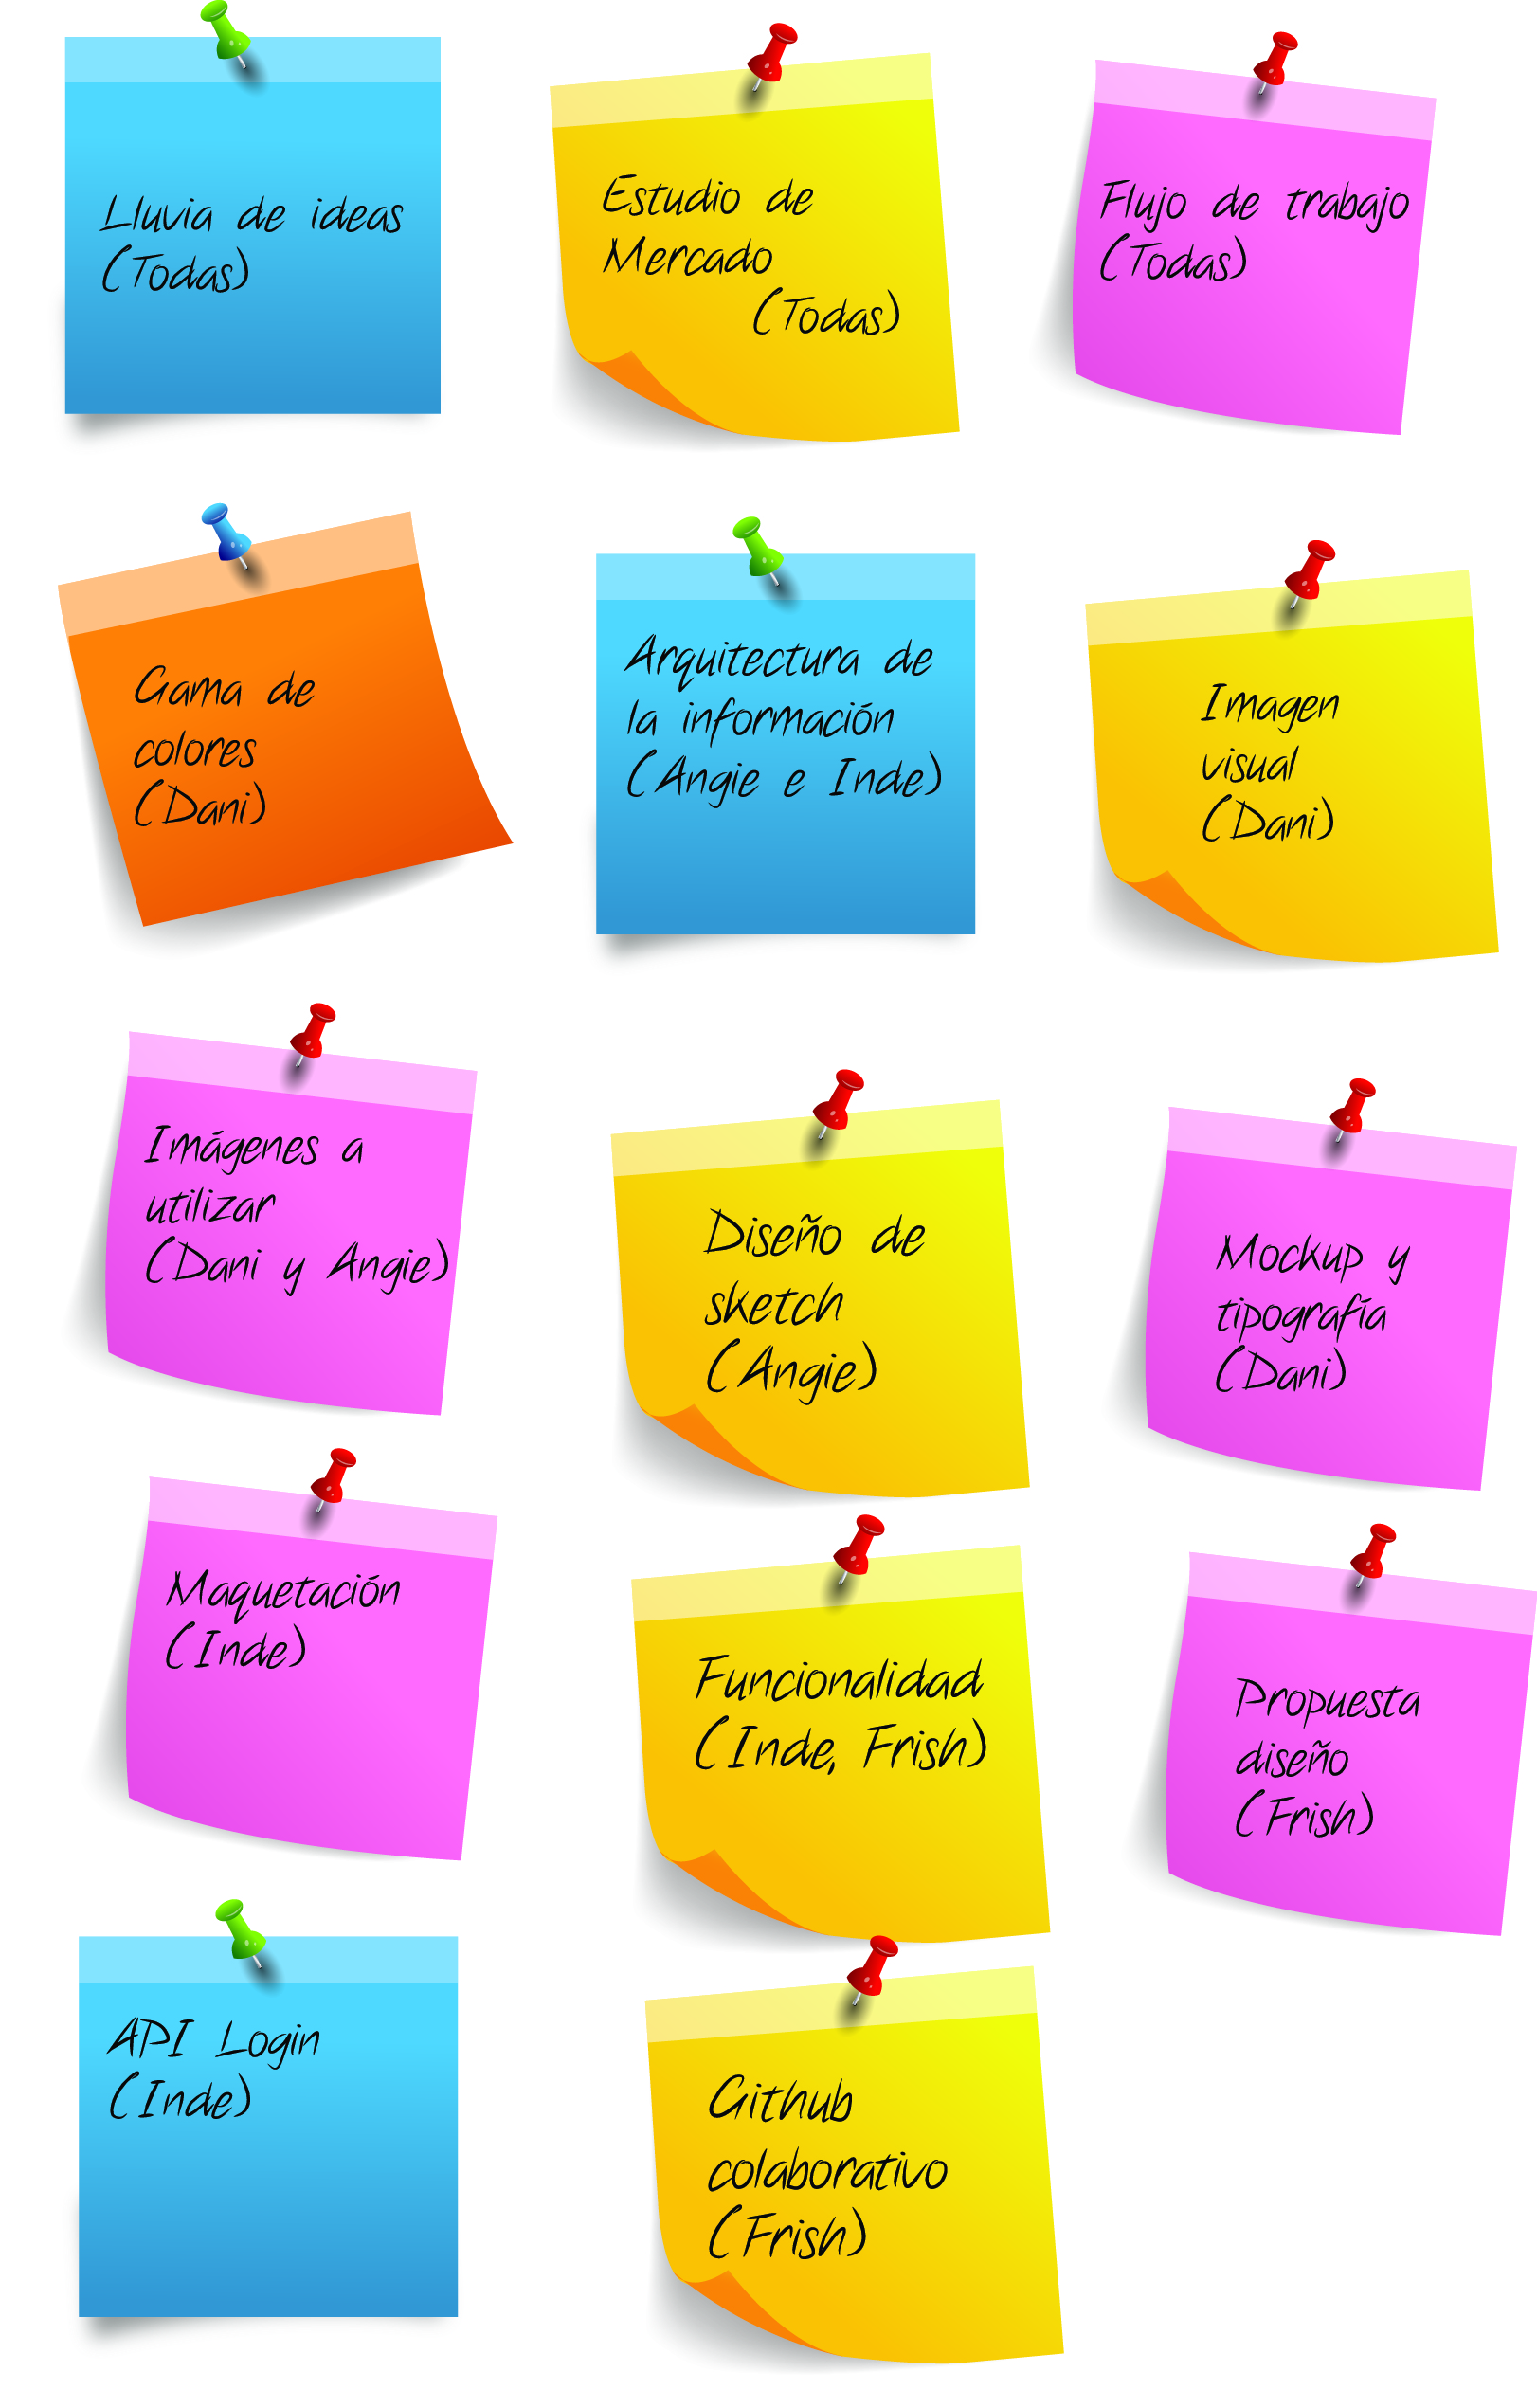 Lluvia de ideas
(Todas)
Estudio de
Mercado
(Todas)
Flujo de trabajo
(Todas)
Gama de
colores
(Dani)
Arquitectura de
la información
(Angie e Inde)
Imagen
visual
(Dani)
Imágenes a
utilizar
(Dani y Angie)
Diseño de
sketch
(Angie)
Mockup y
tipografía
(Dani)
Maquetación
(Inde)
Funcionalidad
(Inde, Frish)
Propuesta
diseño
(Frish)
API Login
(Inde)
Github
colaborativo
(Frish)